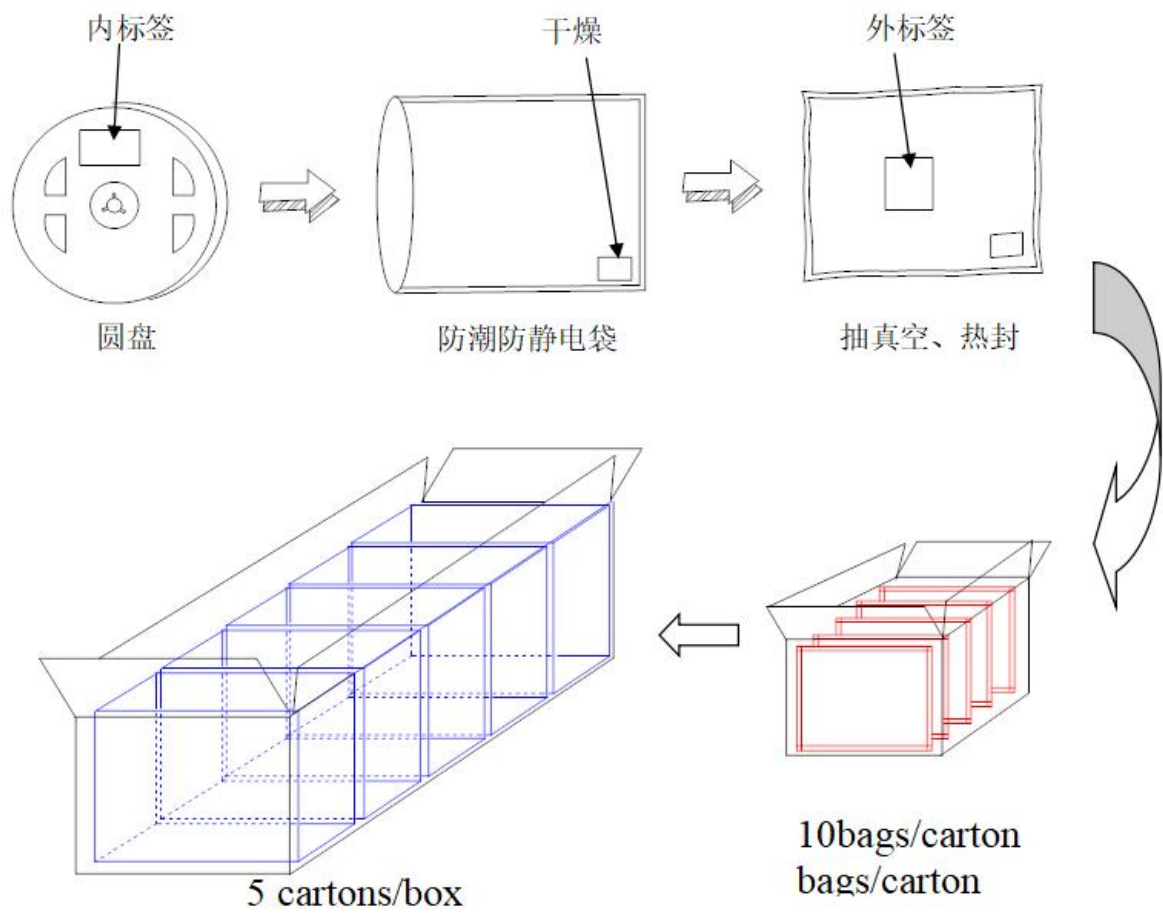 内标签
干燥
外标签
圆盘
防潮防静电袋
抽真空、热封
10bags/carton
bags/carton
5 cartons/box